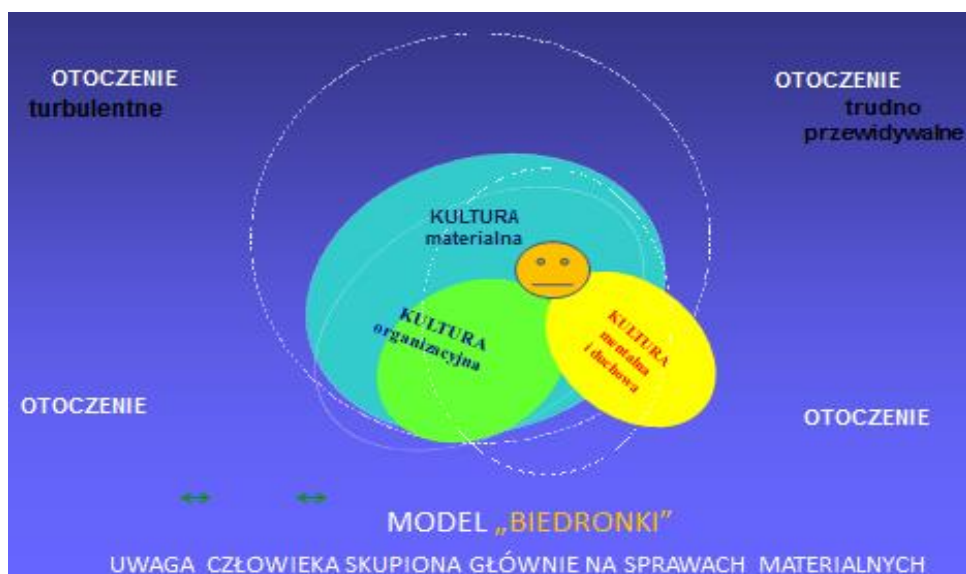 OTOCZENIE
turbulentne
OTOCZENIE
trudno
przewidywalne
KULTURA
materialna
KULTURA
organizacyjna
KULTURA
mentalna
i duchowa
OTOCZENIE
OTOCZENIE
MODEL „BIEDRONKI”
UWAGA CZŁOWIEKA SKUPIONA GŁÓWNIE NA SPRAWACH MATERIALNYCH